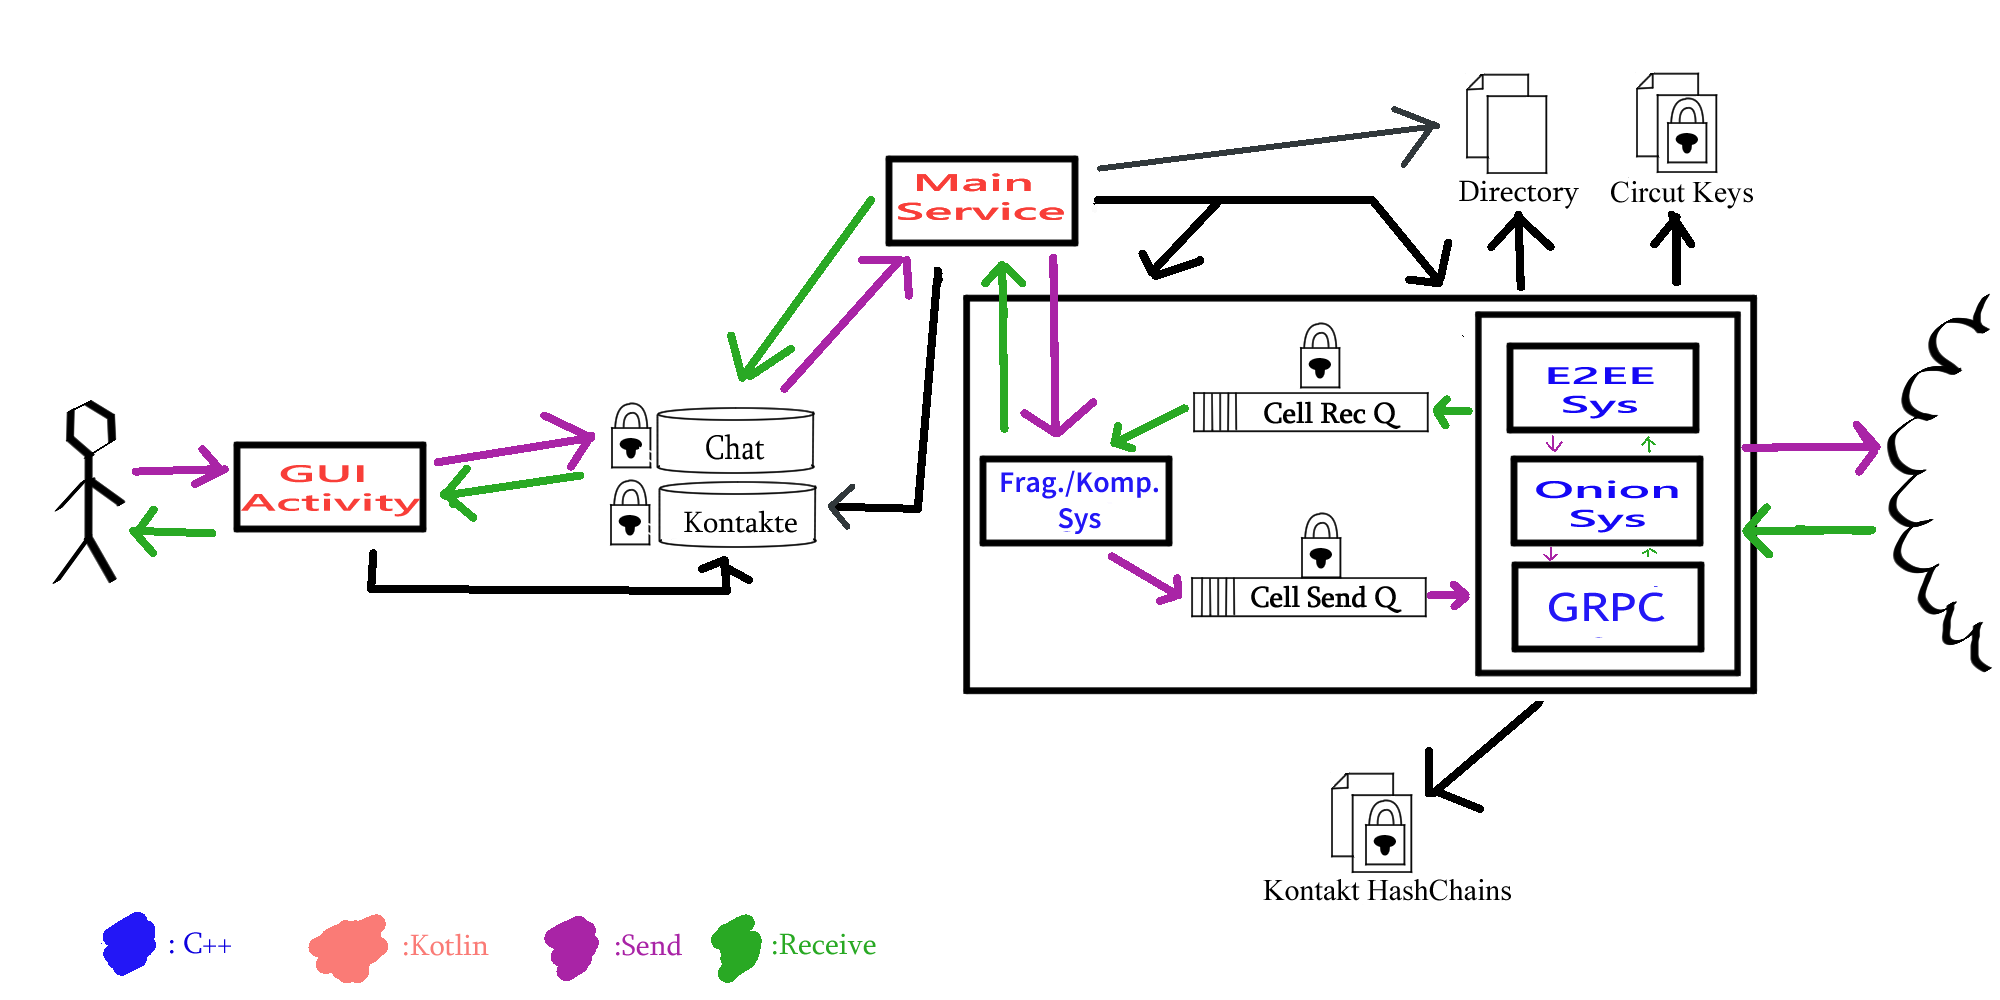 Main
Service
Directory
Circut Keys
E2EE
Sys
Cell Rec Q
Chat
GUI
Activity
Kontakte
Frag./Komp.
Sys
Onion
Sys
Cell Send Q
GRPC
Kontakt HashChains
: C++
:Kotlin
:Send
:Receive